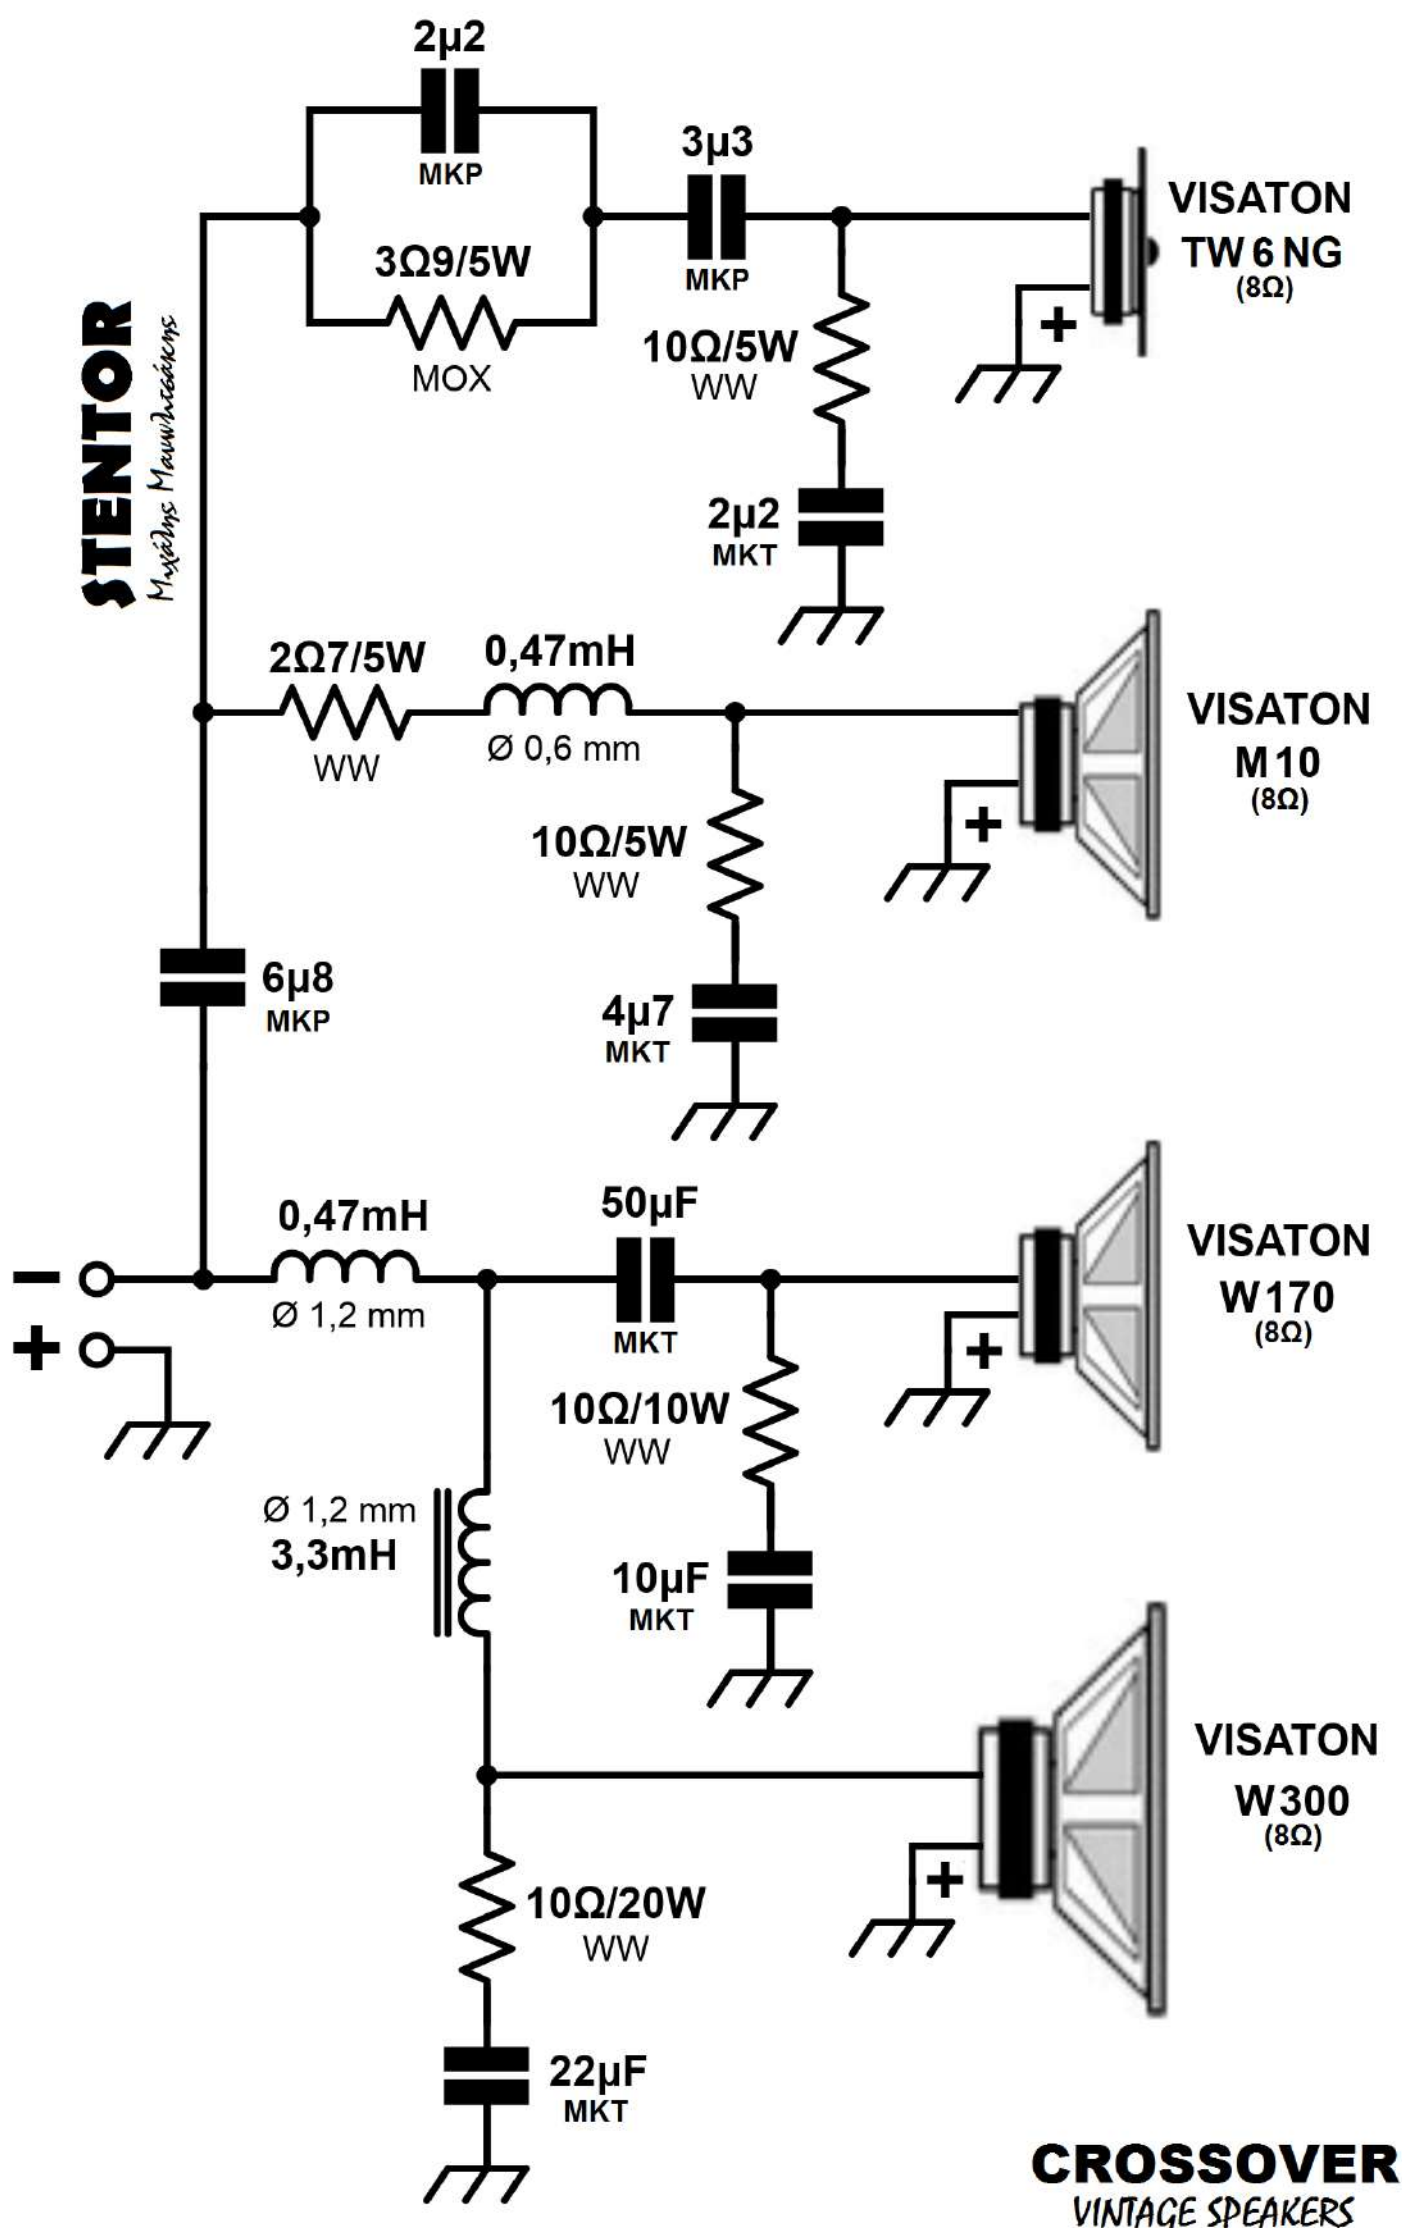 2µ2
MKP
3µ3
MKP
VISATON
TW 6 NG
(8Ω)
+
3Ω9/5W
MOX
10Ω/5W
WW
2µ2
MKT
STENTOR
Μιχάλης Μανωλιτσάκης
2Ω7/5W
WW
0,47mH
Ø 0,6 mm
VISATON
M 10
(8Ω)
+
10Ω/5W
WW
4µ7
MKT
6µ8
MKP
0,47mH
Ø 1,2 mm
50µF
MKT
VISATON
W 170
(8Ω)
+
−
+
10Ω/10W
WW
Ø 1,2 mm
3,3mH
10µF
MKT
VISATON
W 300
(8Ω)
+
10Ω/20W
WW
22µF
MKT
CROSSOVER
VINTAGE SPEAKERS